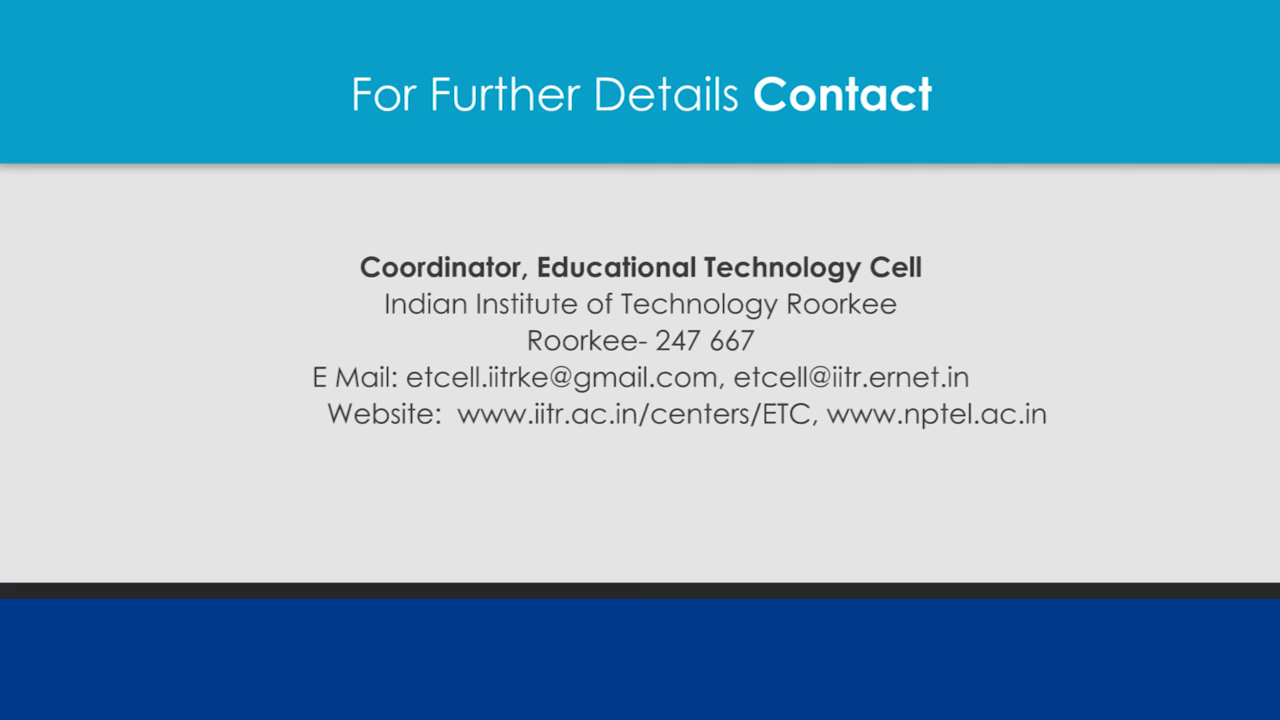 For Further Details Contact
Coordinator, Educational Technology Cell
Indian Institute of Technology Roorkee
Roorkee- 247 667
E Mail: etcell.iitrke@gmail.com, etcell@iitr.ernet.in
Website: www.iitr.ac.in/centers/ETC, www.nptel.ac.in